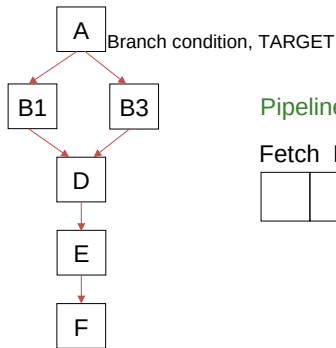 A
Branch condition, TARGET
B1 B3
Pipeline
Fetch
D
E
F